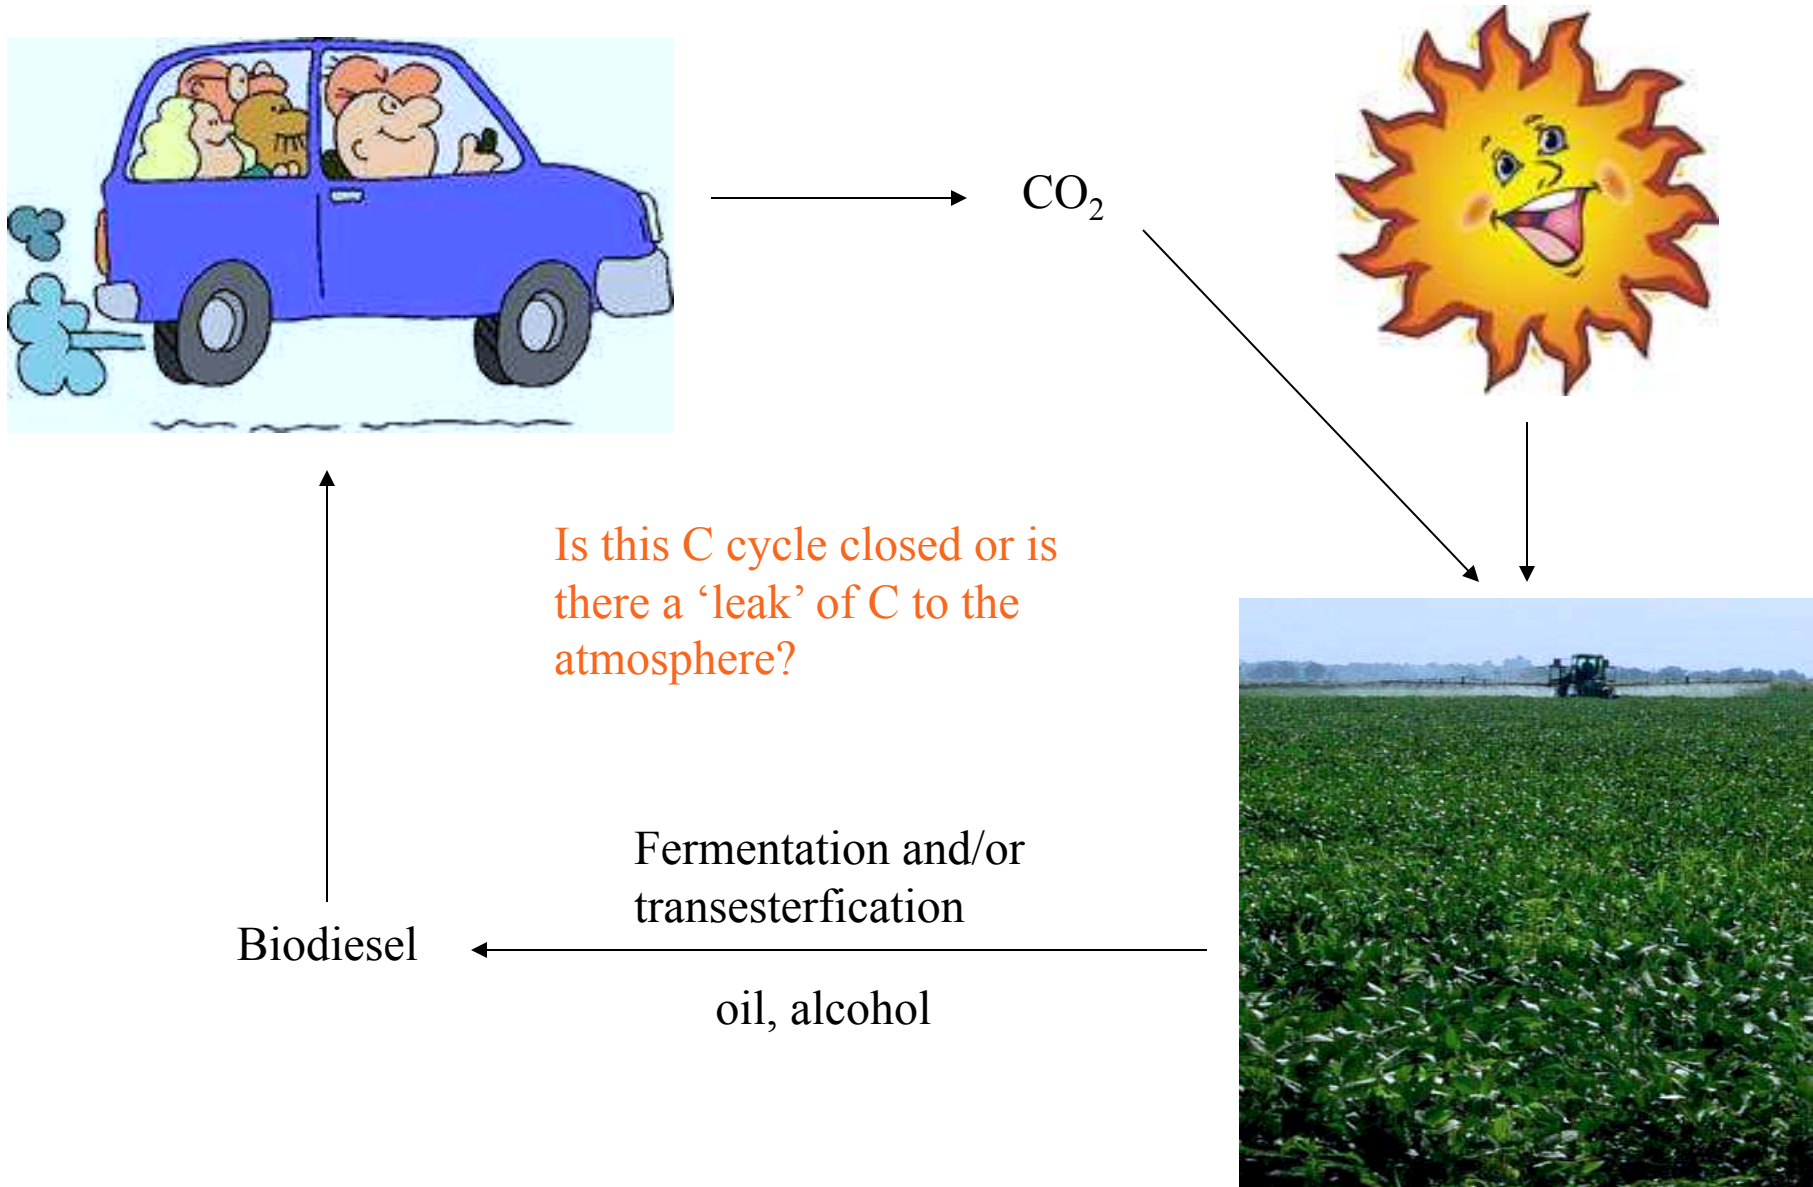 CO₂
Is this C cycle closed or is
there a ‘leak’ of C to the
atmosphere?
Fermentation and/or
transesterfication
Biodiesel
oil, alcohol